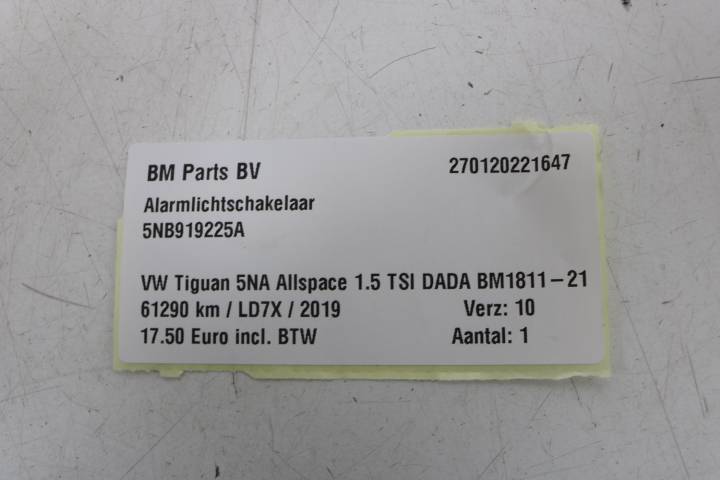 BM Parts BV 270120221647
Alarmlichtschakelaar
5NB919225A
VW Tiguan 5NA Allspace 1.5 TSI DADA BM1811-21
61290 km / LD7X / 2019 Verz: 10
17.50 Euro incl. BTW Aantal: 1